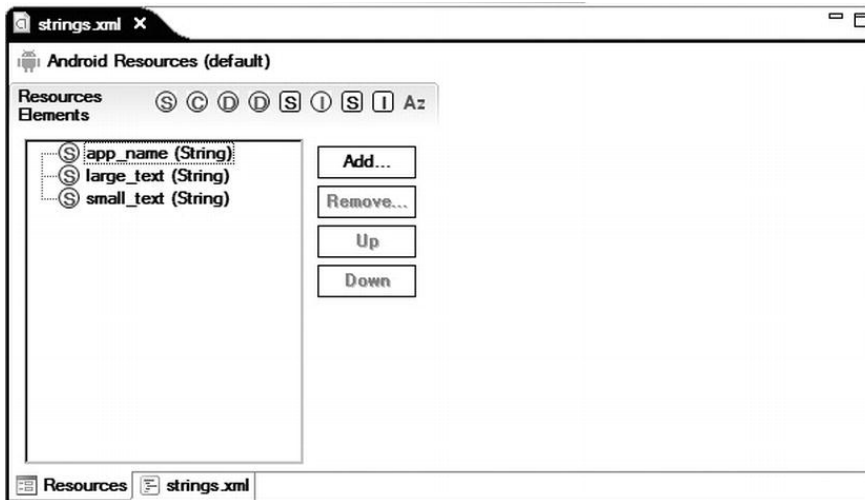 strings.xml
Android Resources (default)
Resources Elements
S C D D S I S I Az
S app_name (String)
S large_text (String)
S small_text (String)
Add...
Remove...
Up
Down
Resources strings.xml